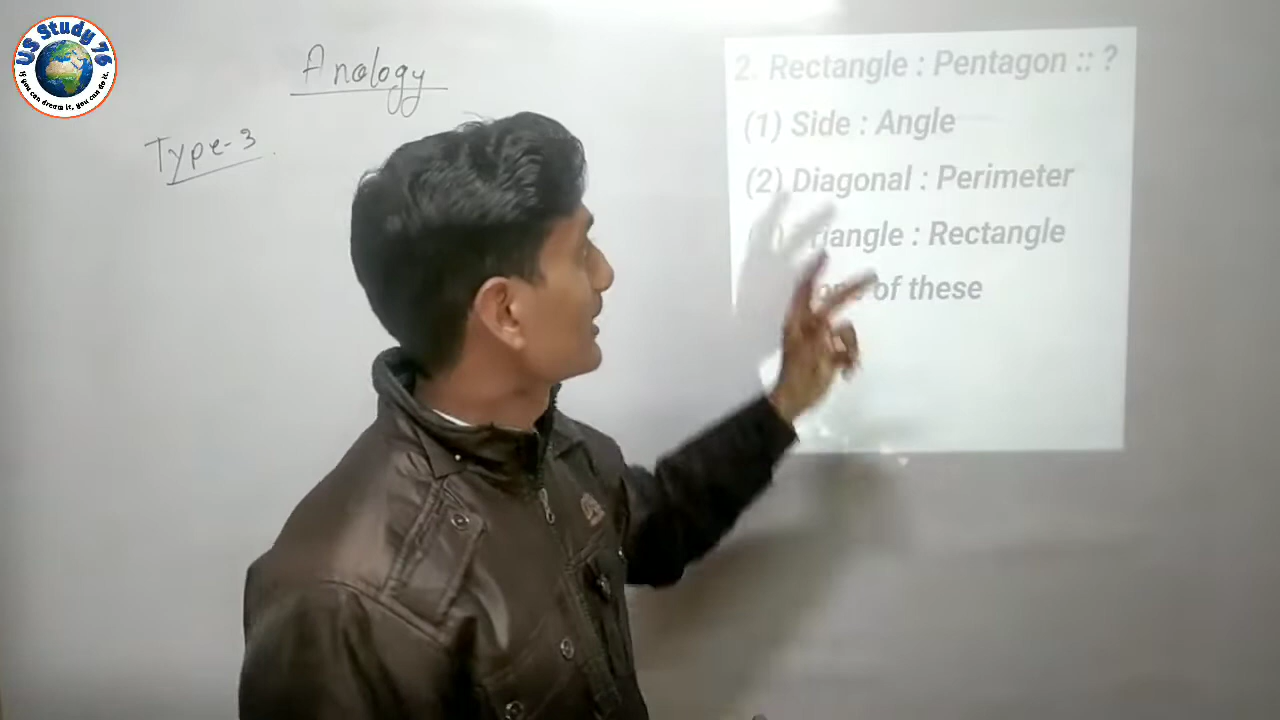 US Study 76
If you can dream it, you can do it.
Analogy
Type-3
2. Rectangle : Pentagon :: ?
(1) Side : Angle
(2) Diagonal : Perimeter
: Rectangle
of these